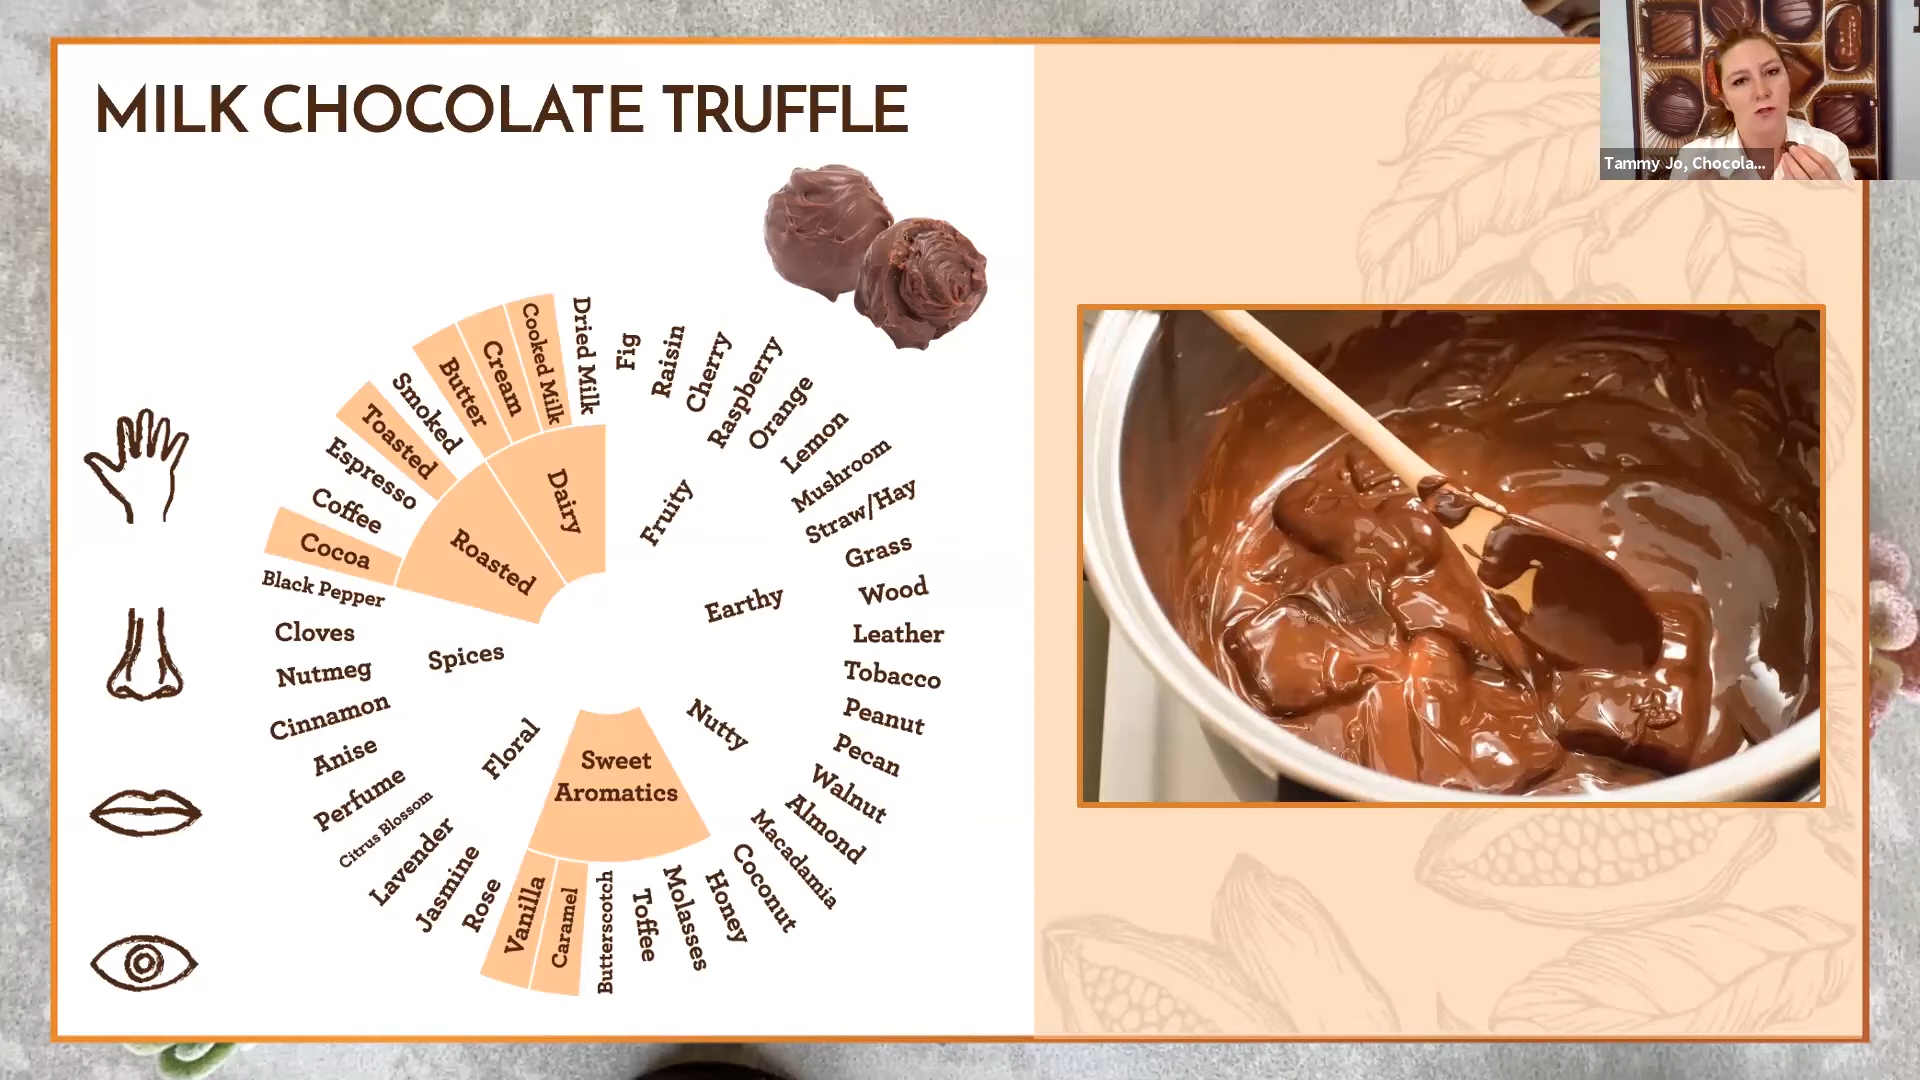 MILK CHOCOLATE TRUFFLE
Tammy Jo, Chocola...
Dairy
Butter
Cream
Cooked Milk
Dried Milk
Fruity
Fig
Raisin
Cherry
Raspberry
Orange
Lemon
Earthy
Mushroom
Straw/Hay
Grass
Wood
Leather
Tobacco
Nutty
Peanut
Pecan
Walnut
Almond
Macadamia
Coconut
Sweet
Aromatics
Honey
Molasses
Toffee
Butterscotch
Caramel
Vanilla
Floral
Rose
Jasmine
Lavender
Citrus Blossom
Perfume
Spices
Anise
Cinnamon
Nutmeg
Cloves
Black Pepper
Roasted
Cocoa
Coffee
Espresso
Toasted
Smoked